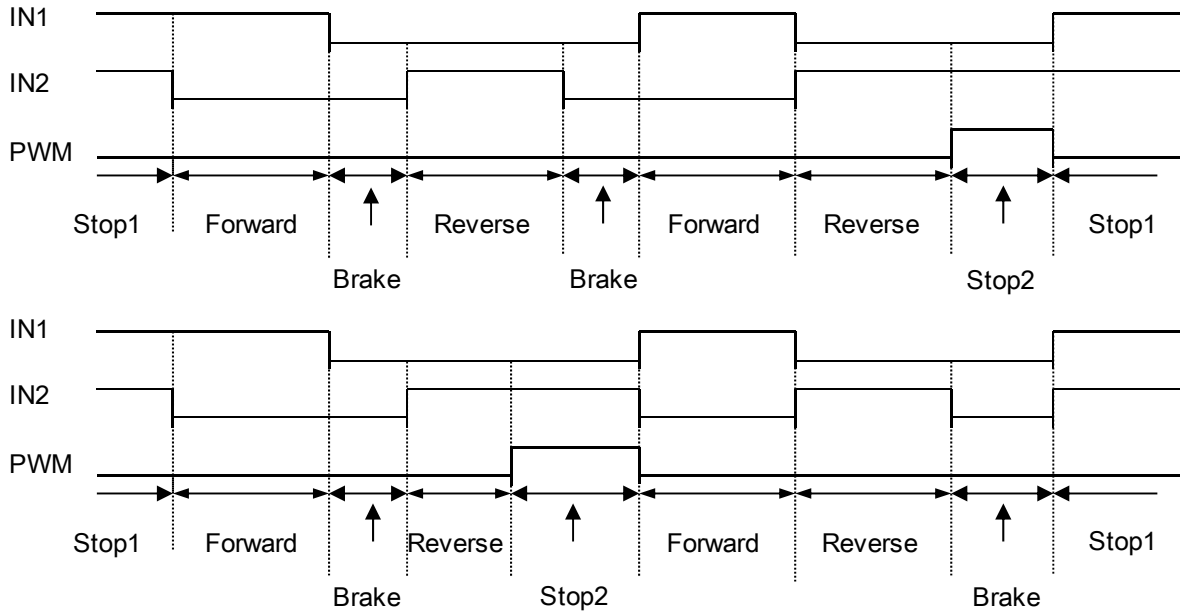 IN1
IN2
PWM
Stop1 Forward Reverse Forward Reverse Stop1
Brake Brake Stop2
IN1
IN2
PWM
Stop1 Forward Reverse Forward Reverse Stop1
Brake Stop2 Brake